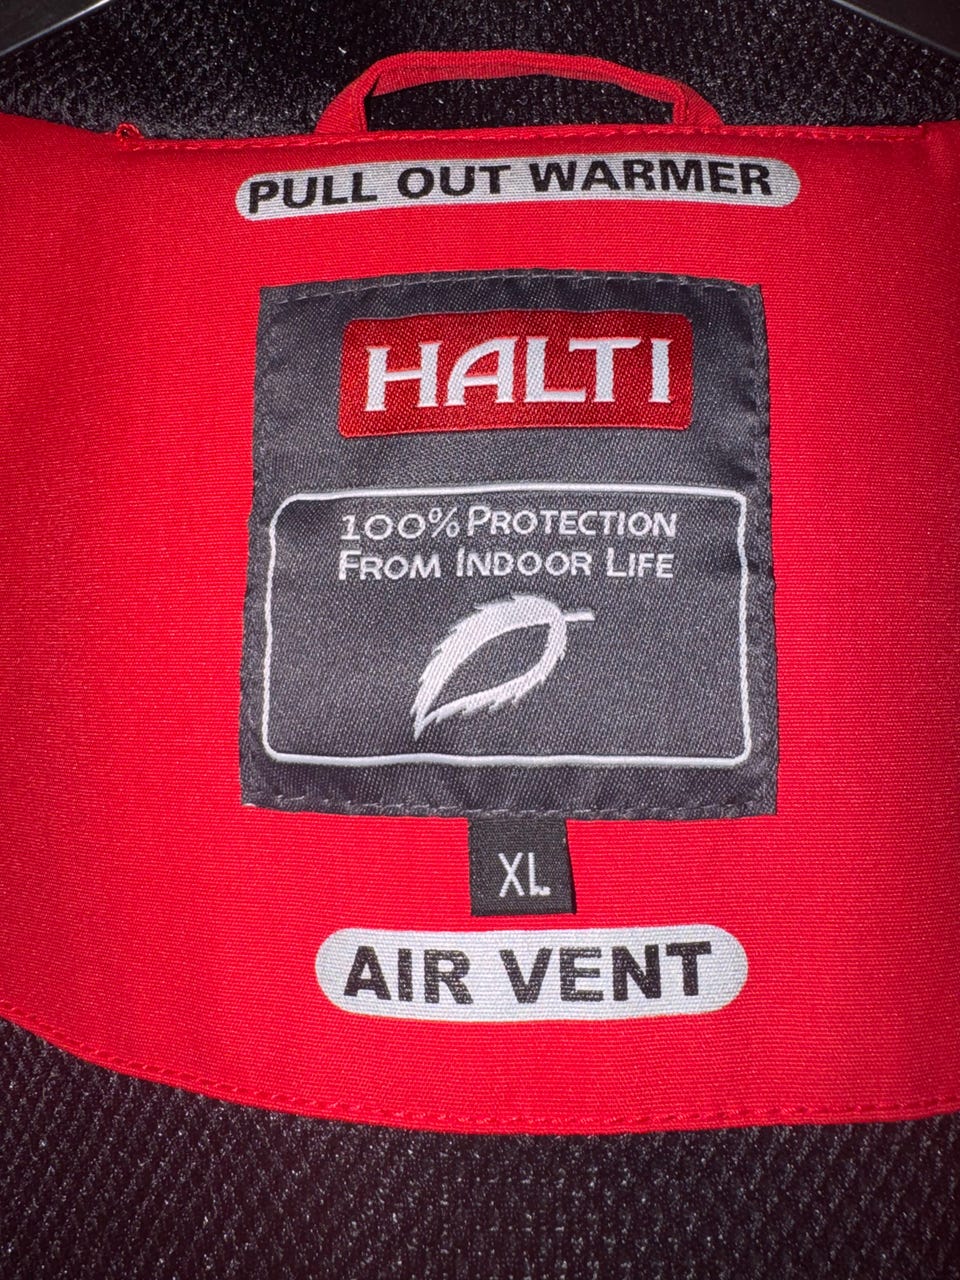 PULL OUT WARMER
HALTI
100% PROTECTION
FROM INDOOR LIFE
XL
AIR VENT